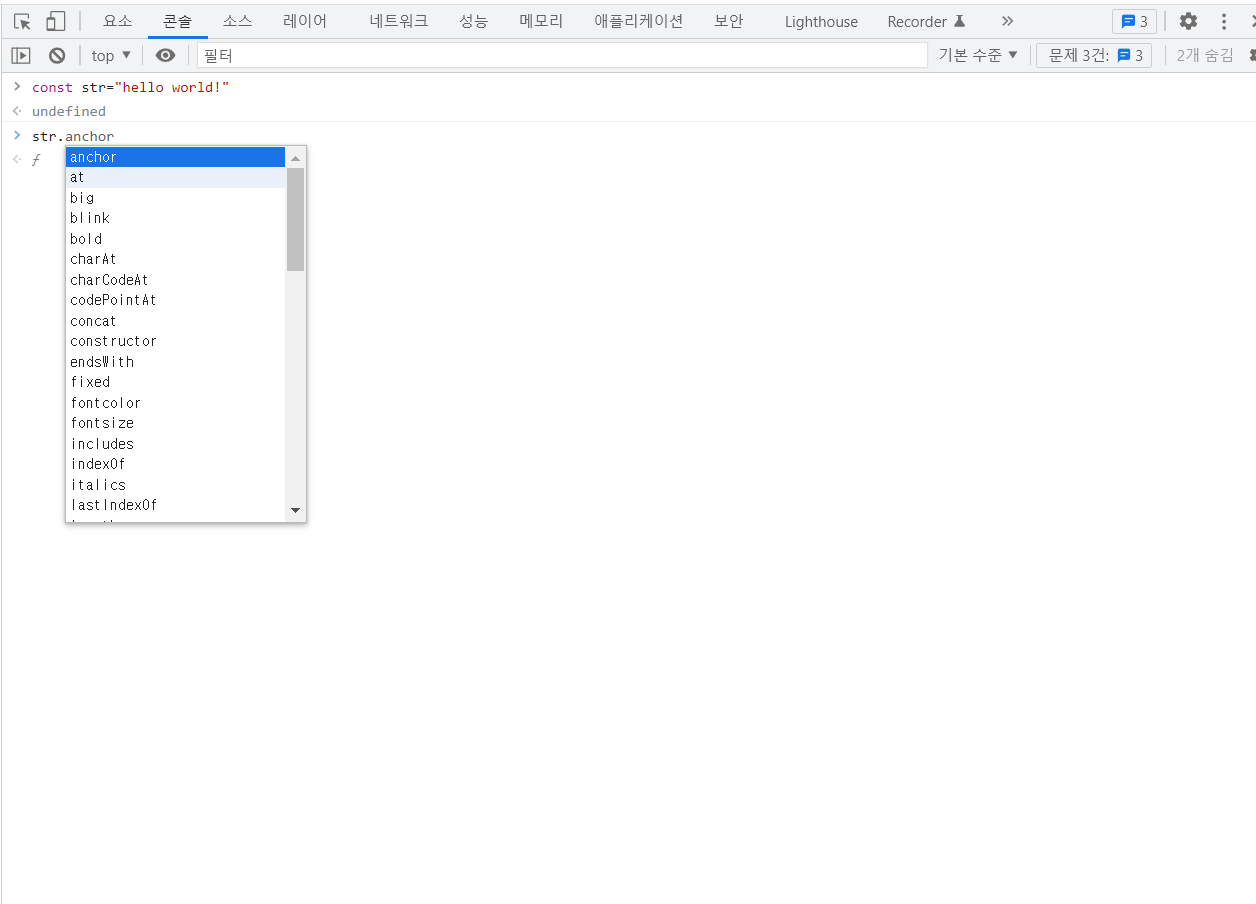 요소 콘솔 소스 레이어 네트워크 성능 메모리 애플리케이션 보안 Lighthouse Recorder 3
top 필터 기본 수준 문제 3건: 3 2개 숨김
const str="hello world!"
undefined
str.anchor
f
anchor
at
big
blink
bold
charAt
charCodeAt
codePointAt
concat
constructor
endsWith
fixed
fontcolor
fontsize
includes
indexOf
italics
lastIndexOf